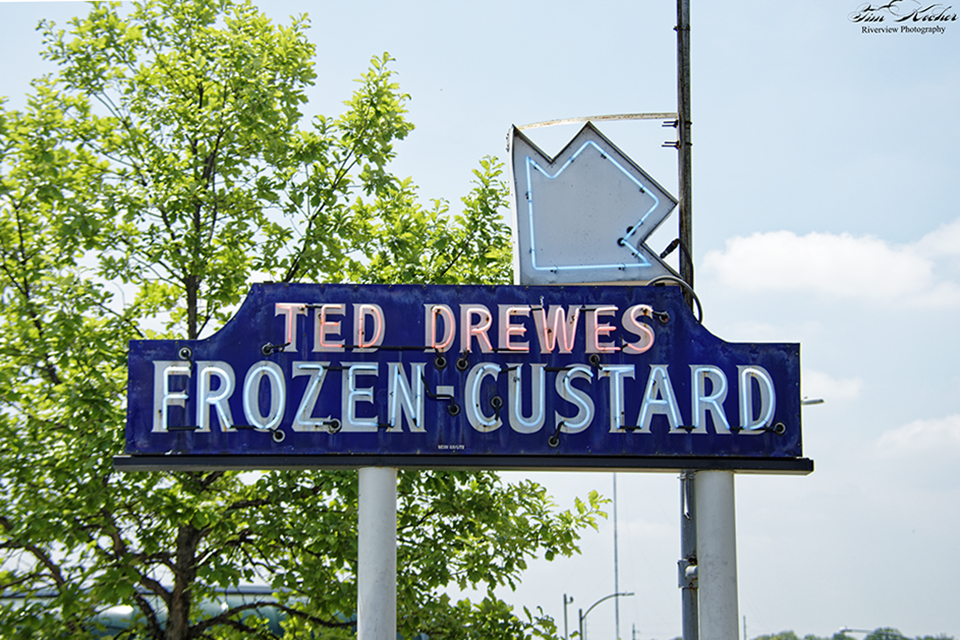 Tim Kocher
Riverview Photography
TED DREWES
FROZEN-CUSTARD